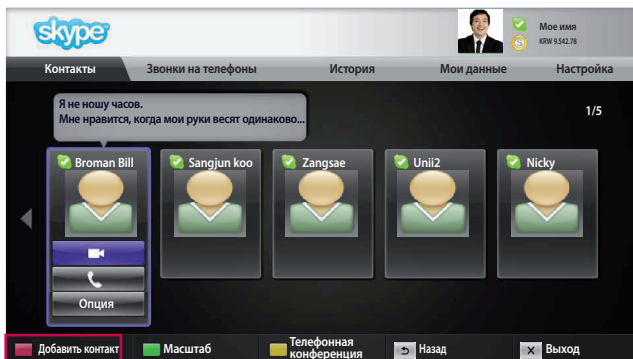 skype
Мое имя
KRW 9.542.78
Контакты Звонки на телефоны История Мои данные Настройка
Я не ношу часов.
Мне нравится, когда мои руки весят одинаково...
1/5
Broman Bill Sangjun koo Zangsae Unii2 Nicky
Опция
Добавить контакт Масштаб Телефонная конференция Назад X Выход